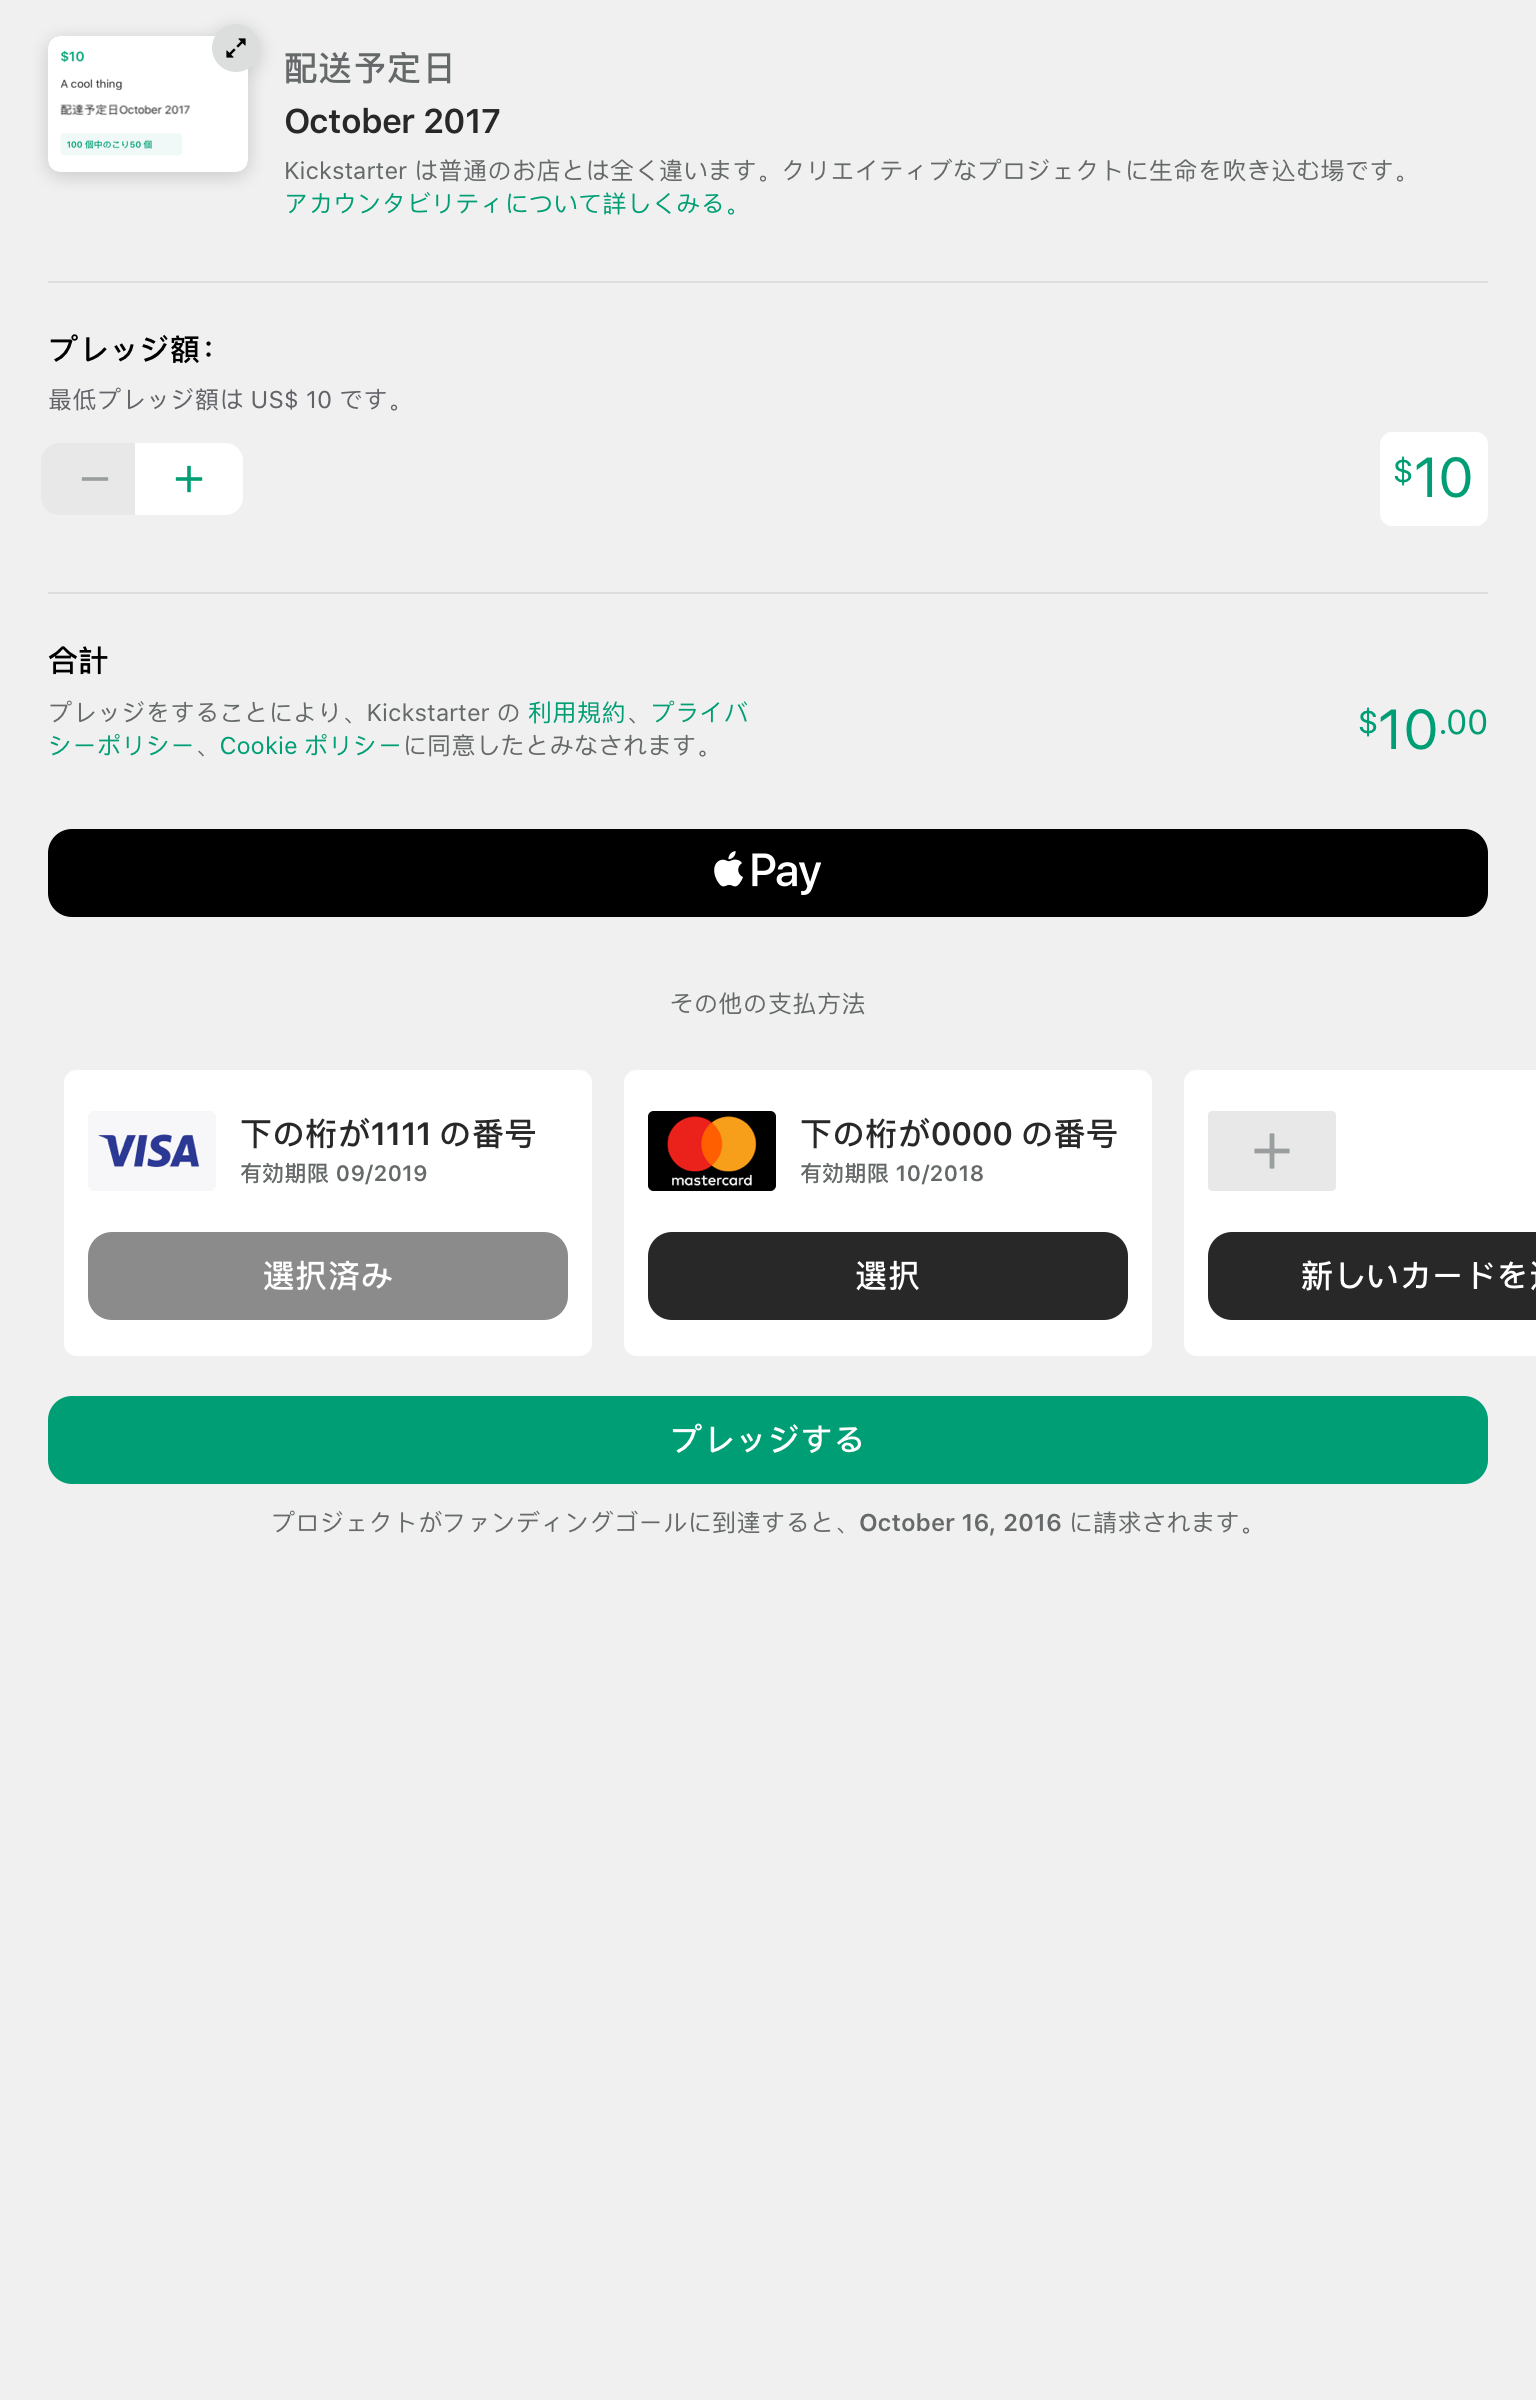 $10
A cool thing
配達予定日October 2017
100 個中のこり50 個
配送予定日
October 2017
Kickstarter は普通のお店とは全く違います。クリエイティブなプロジェクトに生命を吹き込む場です。
アカウンタビリティについて詳しくみる。
プレッジ額：
最低プレッジ額は US$ 10 です。
$10
合計
プレッジをすることにより、Kickstarter の 利用規約、プライバ
シーポリシー、Cookie ポリシーに同意したとみなされます。
$10.00
Pay
その他の支払方法
VISA
下の桁が1111 の番号
有効期限 09/2019
選択済み
mastercard
下の桁が0000 の番号
有効期限 10/2018
選択
新しいカードを
プレッジする
プロジェクトがファンディングゴールに到達すると、October 16, 2016 に請求されます。